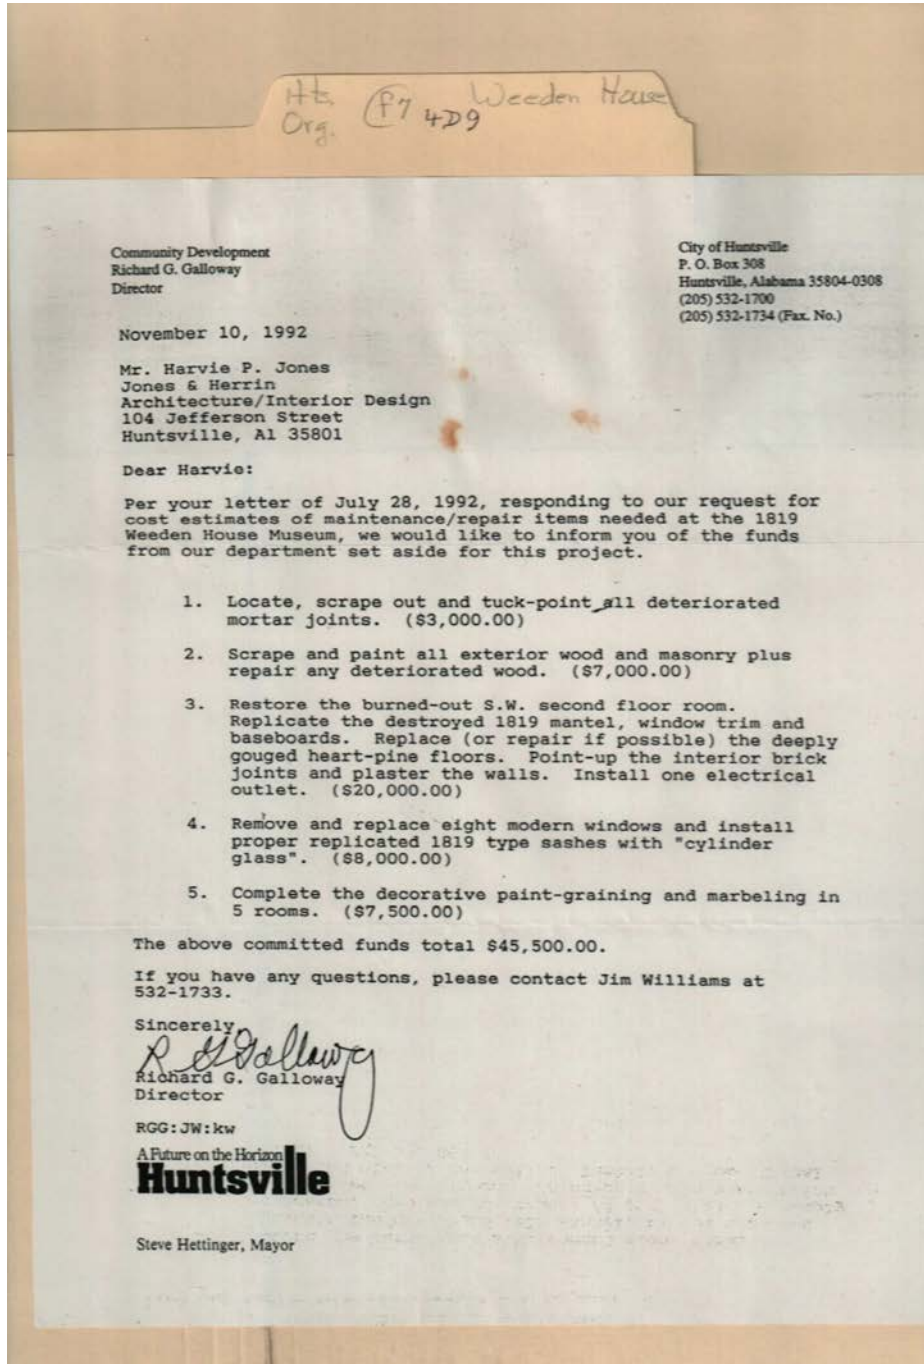 Ht. (F7 4D9 Weeden House
Org.
Community Development
Richard G. Galloway
Director
City of Huntsville
P. O. Box 308
Huntsville, Alabama 35804-0308
(205) 532-1700
(205) 532-1734 (Fax. No.)
November 10, 1992
Mr. Harvie P. Jones
Jones & Herrin
Architecture/Interior Design
104 Jefferson Street
Huntsville, Al 35801
Dear Harvie:
Per your letter of July 28, 1992, responding to our request for
cost estimates of maintenance/repair items needed at the 1819
Weeden House Museum, we would like to inform you of the funds
from our department set aside for this project.
1. Locate, scrape out and tuck-point all deteriorated
mortar joints. ($3,000.00)
2. Scrape and paint all exterior wood and masonry plus
repair any deteriorated wood. ($7,000.00)
3. Restore the burned-out S.W. second floor room.
Replicate the destroyed 1819 mantel, window trim and
baseboards. Replace (or repair if possible) the deeply
gouged heart-pine floors. Point-up the interior brick
joints and plaster the walls. Install one electrical
outlet. ($20,000.00)
4. Remove and replace eight modern windows and install
proper replicated 1819 type sashes with "cylinder
glass". ($8,000.00)
5. Complete the decorative paint-graining and marbeling in
5 rooms. ($7,500.00)
The above committed funds total $45,500.00.
If you have any questions, please contact Jim Williams at
532-1733.
Sincerely,
R G Galloway
Richard G. Galloway
Director
RGG:JW:kw
A Future on the Horizon
Huntsville
Steve Hettinger, Mayor